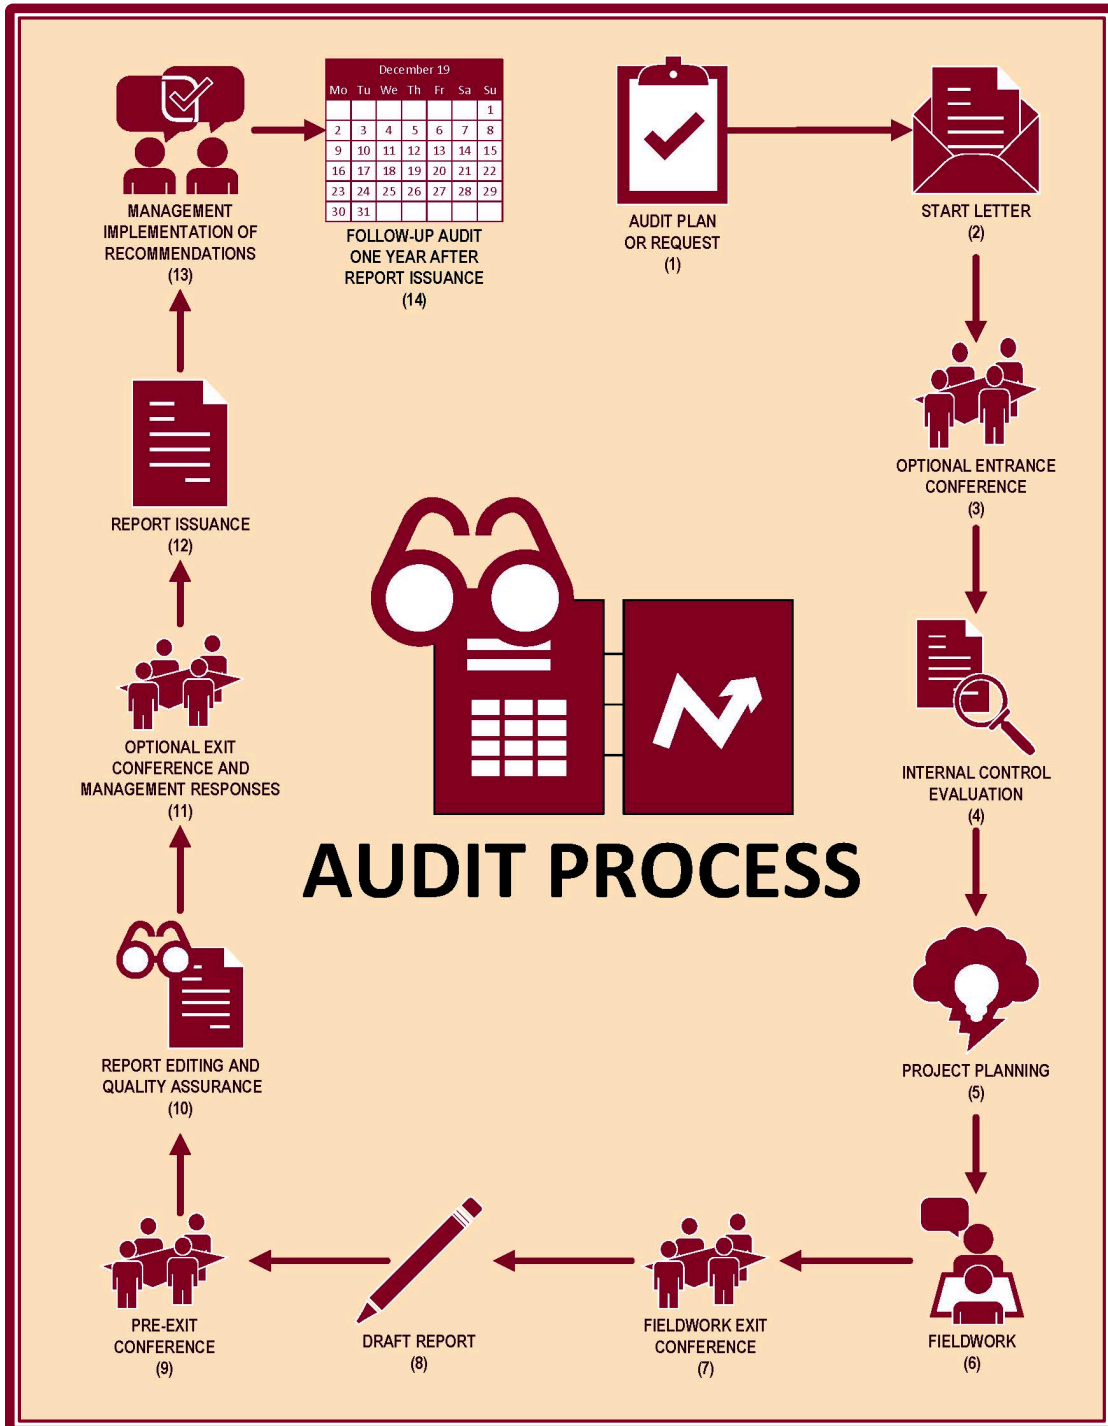 December 19
Mo Tu We Th Fr Sa Su
1
2 3 4 5 6 7 8
9 10 11 12 13 14 15
16 17 18 19 20 21 22
23 24 25 26 27 28 29
30 31
MANAGEMENT
IMPLEMENTATION OF
RECOMMENDATIONS
(13)
FOLLOW-UP AUDIT
ONE YEAR AFTER
REPORT ISSUANCE
(14)
AUDIT PLAN
OR REQUEST
(1)
START LETTER
(2)
OPTIONAL ENTRANCE
CONFERENCE
(3)
REPORT ISSUANCE
(12)
OPTIONAL EXIT
CONFERENCE AND
MANAGEMENT RESPONSES
(11)
INTERNAL CONTROL
EVALUATION
(4)
AUDIT PROCESS
REPORT EDITING AND
QUALITY ASSURANCE
(10)
PROJECT PLANNING
(5)
PRE-EXIT
CONFERENCE
(9)
DRAFT REPORT
(8)
FIELDWORK EXIT
CONFERENCE
(7)
FIELDWORK
(6)